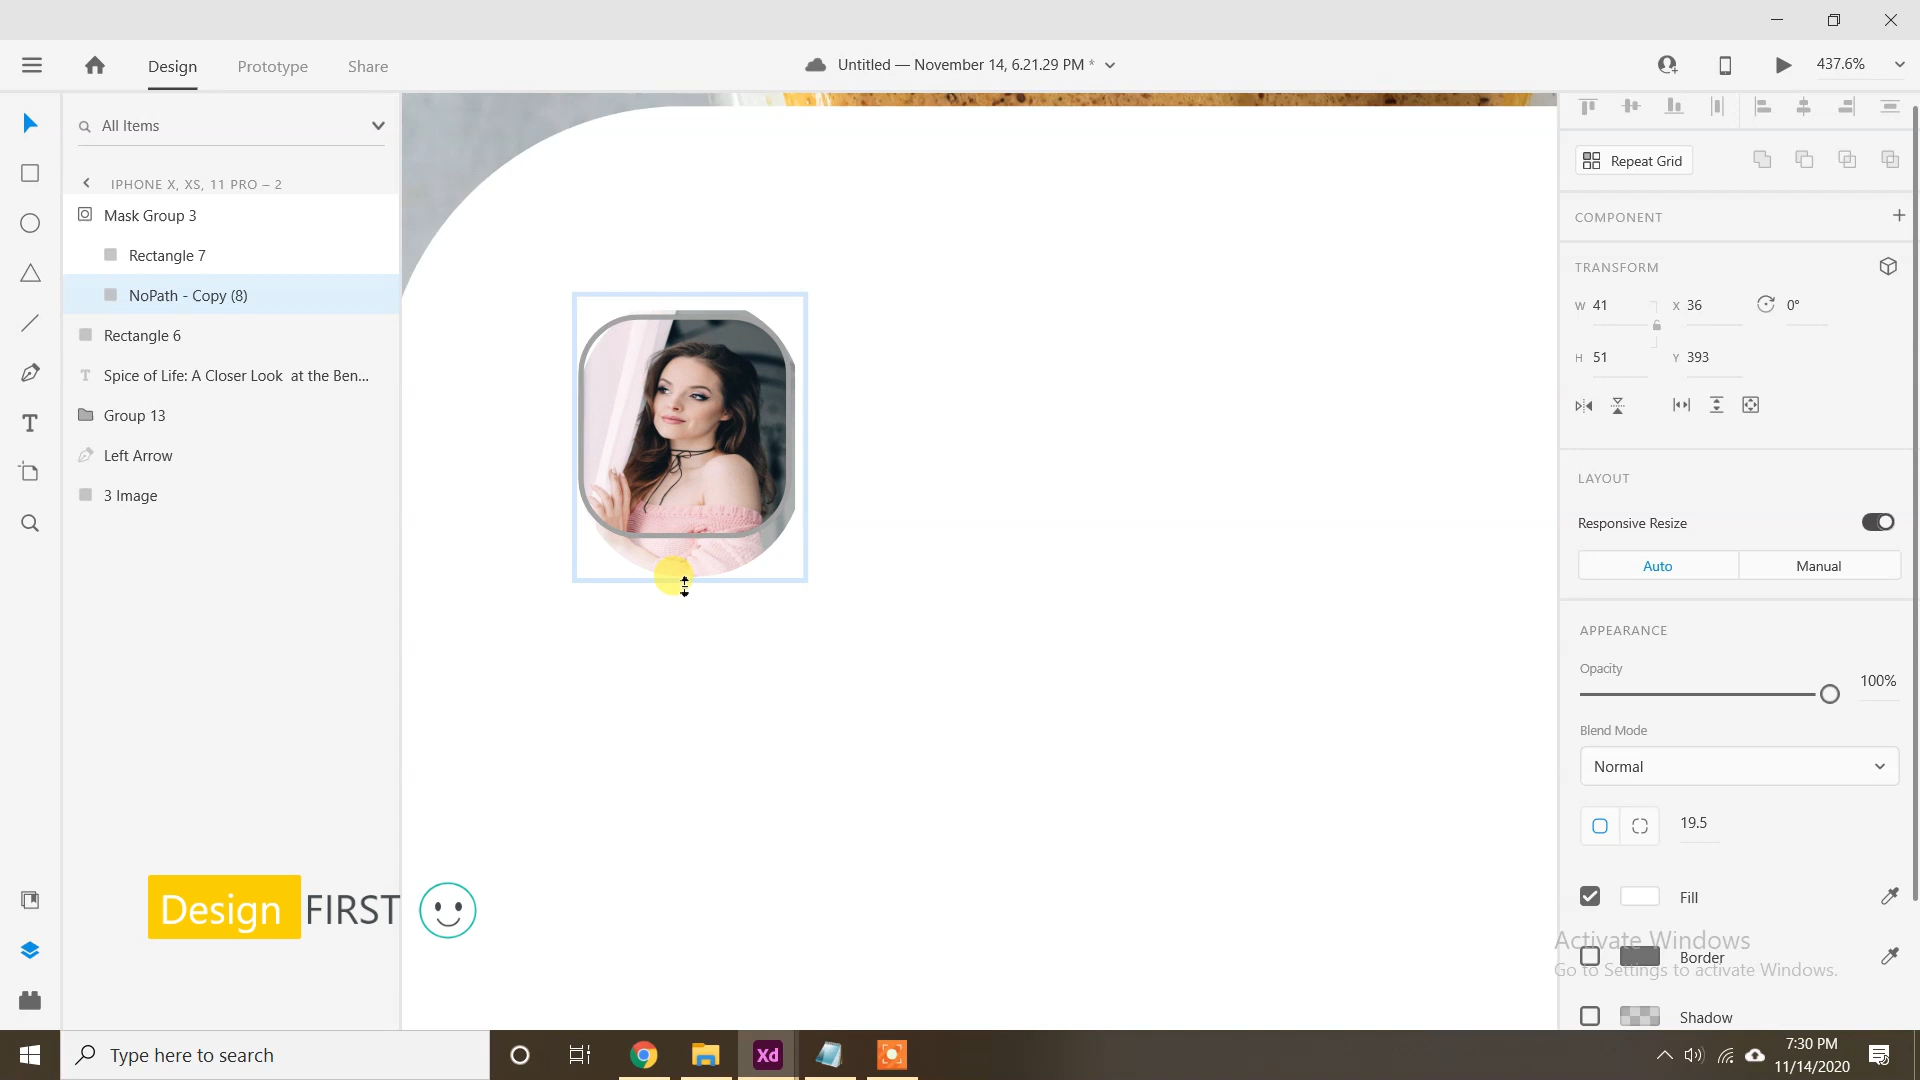 Design
Prototype
Share
Untitled — November 14, 6.21.29 PM *
437.6%
All Items
IPHONE X, XS, 11 PRO – 2
Mask Group 3
Rectangle 7
NoPath - Copy (8)
Rectangle 6
T Spice of Life: A Closer Look at the Ben...
Group 13
Left Arrow
3 Image
T
Repeat Grid
COMPONENT
TRANSFORM
W 41
X 36
0°
H 51
Y 393
LAYOUT
Responsive Resize
Auto
Manual
APPEARANCE
Opacity
100%
Blend Mode
Normal
19.5
Fill
Border
Shadow
Activate Windows
Go to Settings to activate Windows.
Design FIRST
Type here to search
Xd
7:30 PM
11/14/2020